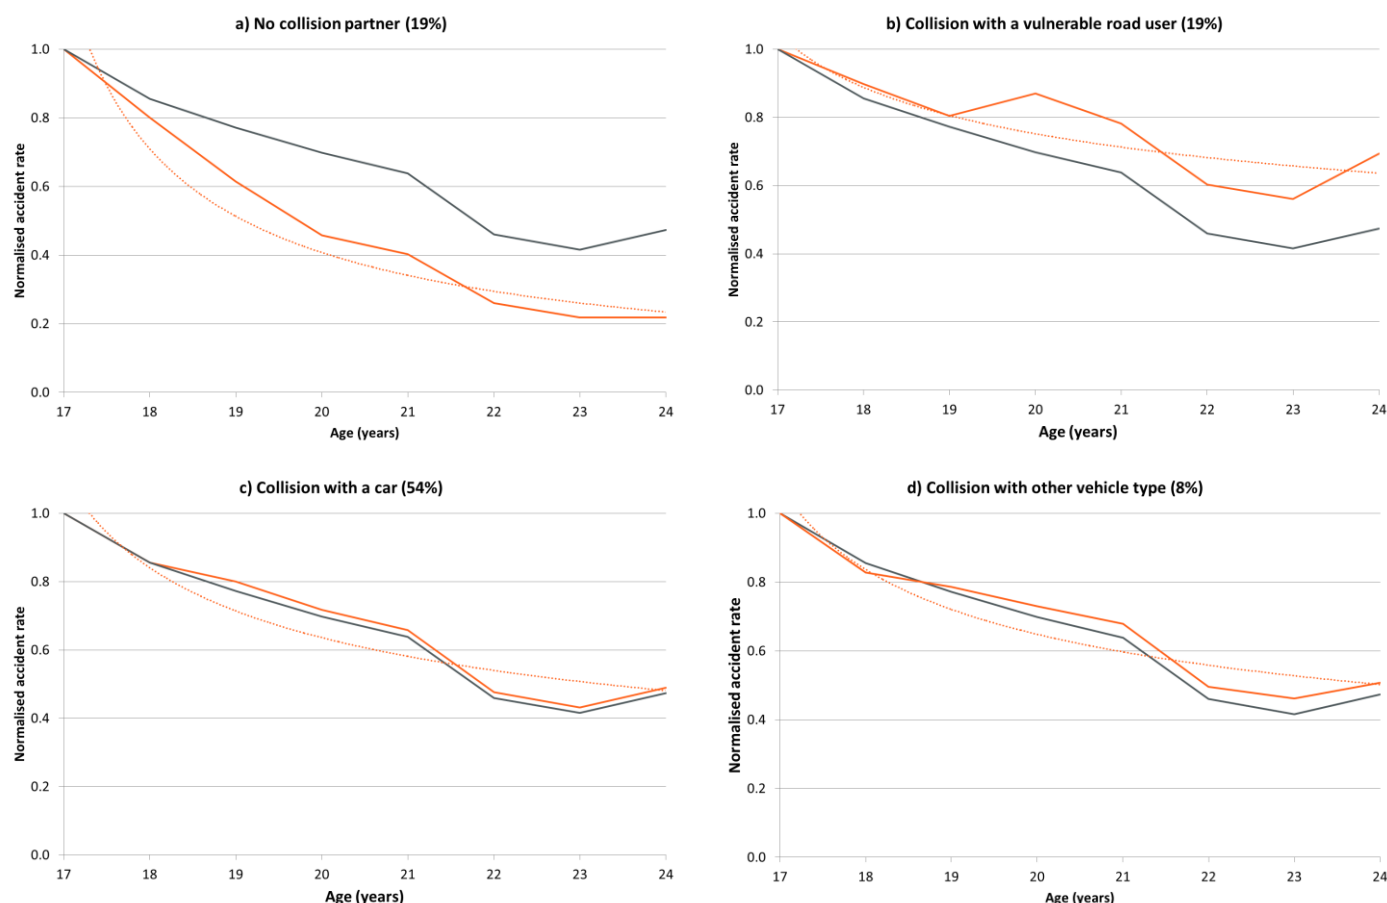 a) No collision partner (19%)
Normalised accident rate
1.0
0.8
0.6
0.4
0.2
0.0
17 18 19 20 21 22 23 24
Age (years)
b) Collision with a vulnerable road user (19%)
Normalised accident rate
1.0
0.8
0.6
0.4
0.2
0.0
17 18 19 20 21 22 23 24
Age (years)
c) Collision with a car (54%)
Normalised accident rate
1.0
0.8
0.6
0.4
0.2
0.0
17 18 19 20 21 22 23 24
Age (years)
d) Collision with other vehicle type (8%)
Normalised accident rate
1.0
0.8
0.6
0.4
0.2
0.0
17 18 19 20 21 22 23 24
Age (years)